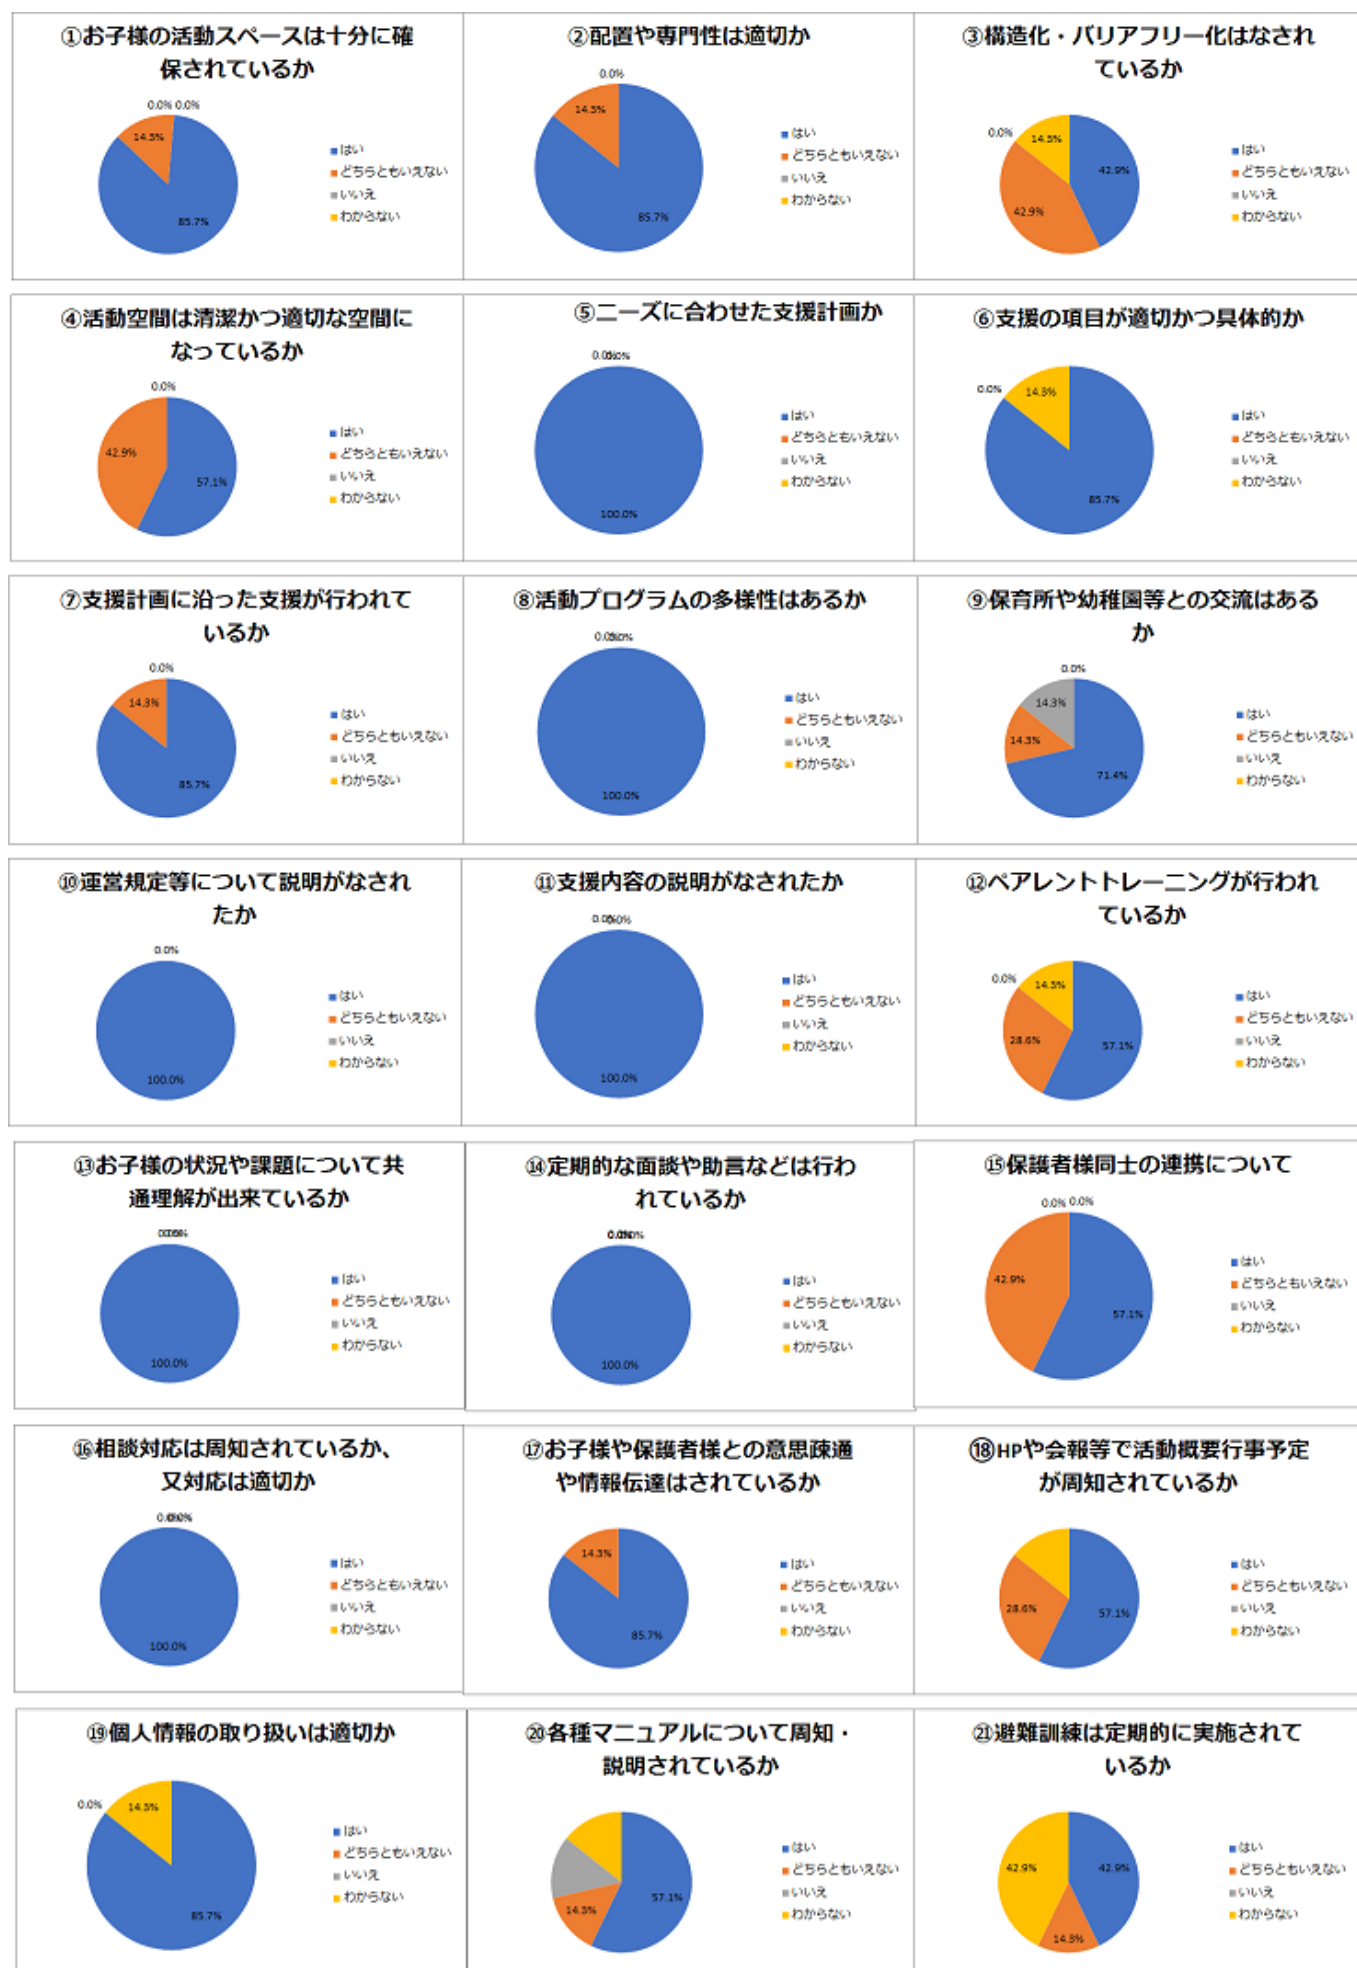 ①お子様の活動スペースは十分に確
保されているか
0.0% 0.0%
14.3%
85.7%
はい
どちらともいえない
いいえ
わからない
②配置や専門性は適切か
0.0%
14.3%
85.7%
はい
どちらともいえない
いいえ
わからない
③構造化・バリアフリー化はなされ
ているか
0.0%
14.3%
42.9%
42.9%
はい
どちらともいえない
いいえ
わからない
④活動空間は清潔かつ適切な空間に
なっているか
0.0%
42.9%
57.1%
はい
どちらともいえない
いいえ
わからない
⑤ニーズに合わせた支援計画か
100.0%
はい
どちらともいえない
いいえ
わからない
⑥支援の項目が適切かつ具体的か
0.0%
14.3%
85.7%
はい
どちらともいえない
いいえ
わからない
⑦支援計画に沿った支援が行われて
いるか
0.0%
14.3%
85.7%
はい
どちらともいえない
いいえ
わからない
⑧活動プログラムの多様性はあるか
100.0%
はい
どちらともいえない
いいえ
わからない
⑨保育所や幼稚園等との交流はある
か
0.0%
14.3%
14.3%
71.4%
はい
どちらともいえない
いいえ
わからない
⑩運営規定等について説明がなされ
たか
0.0%
100.0%
はい
どちらともいえない
いいえ
わからない
⑪支援内容の説明がなされたか
100.0%
はい
どちらともいえない
いいえ
わからない
⑫ペアレントトレーニングが行われ
ているか
0.0%
14.3%
28.6%
57.1%
はい
どちらともいえない
いいえ
わからない
⑬お子様の状況や課題について共
通理解が出来ているか
100.0%
はい
どちらともいえない
いいえ
わからない
⑭定期的な面談や助言などは行わ
れているか
100.0%
はい
どちらともいえない
いいえ
わからない
⑮保護者様同士の連携について
0.0% 0.0%
42.9%
57.1%
はい
どちらともいえない
いいえ
わからない
⑯相談対応は周知されているか、
又対応は適切か
100.0%
はい
どちらともいえない
いいえ
わからない
⑰お子様や保護者様との意思疎通
や情報伝達はされているか
14.3%
85.7%
はい
どちらともいえない
いいえ
わからない
⑱HPや会報等で活動概要行事予定
が周知されているか
28.6%
57.1%
はい
どちらともいえない
いいえ
わからない
⑲個人情報の取り扱いは適切か
0.0%
14.3%
85.7%
はい
どちらともいえない
いいえ
わからない
⑳各種マニュアルについて周知・
説明されているか
57.1%
14.3%
はい
どちらともいえない
いいえ
わからない
㉑避難訓練は定期的に実施されて
いるか
42.9%
42.9%
14.3%
はい
どちらともいえない
いいえ
わからない